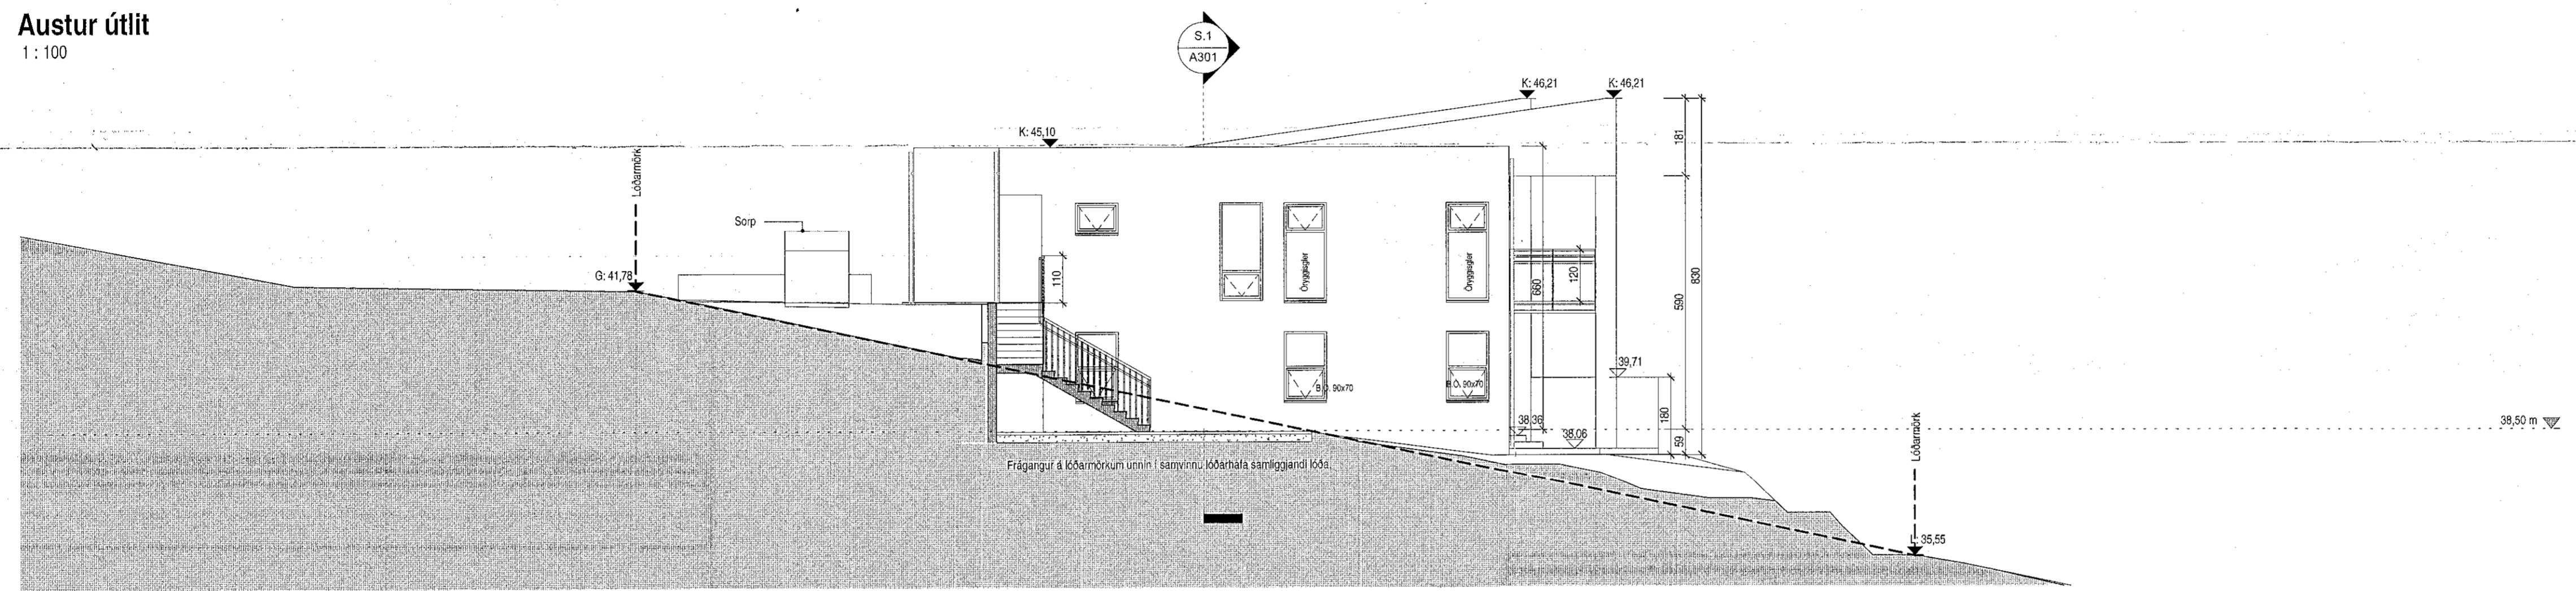 Austur útlit
1 : 100
S.1
A301
K: 46,21
K: 46,21
K: 45,10
181
Lóðarmörk
Sorp
G: 41,78
110
Öryggisgler
Öryggisgler
660
120
590
830
39,71
B.O. 90x70
B.O. 90x70
180
38,36
38,06
59
38,50 m
Frágangur á lóðarmörkum unnin í samvinnu lóðarhafa samliggjandi lóða.
Lóðarmörk
L: 35,55